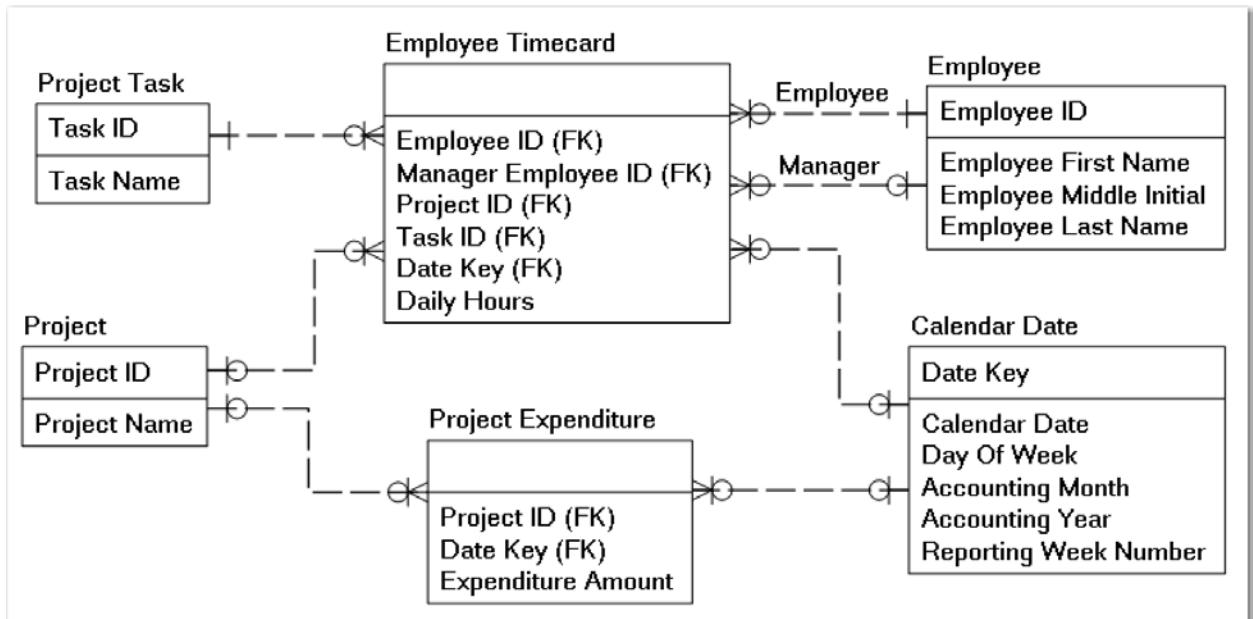 Employee Timecard
Project Task
Employee
Task ID
Task Name
Employee ID (FK)
Manager Employee ID (FK)
Project ID (FK)
Task ID (FK)
Date Key (FK)
Daily Hours
Employee
Manager
Employee ID
Employee First Name
Employee Middle Initial
Employee Last Name
Project
Project ID
Project Name
Calendar Date
Date Key
Calendar Date
Day Of Week
Accounting Month
Accounting Year
Reporting Week Number
Project Expenditure
Project ID (FK)
Date Key (FK)
Expenditure Amount